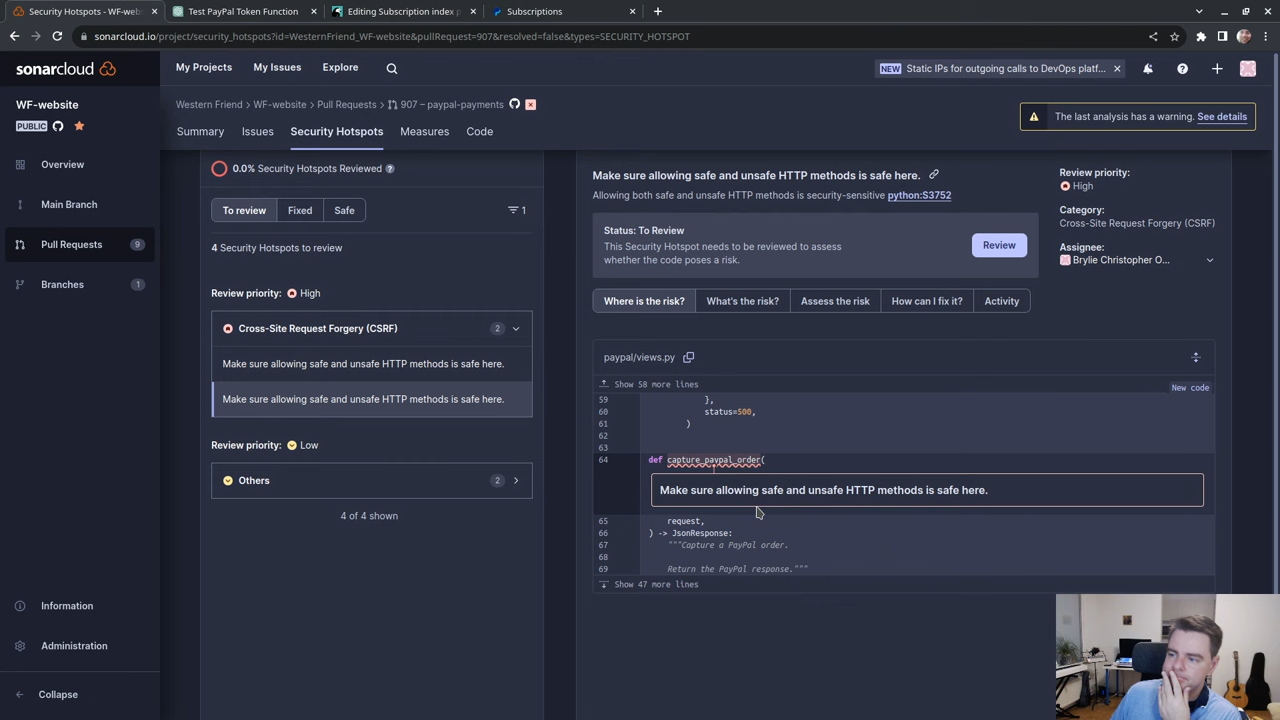 Security Hotspots - WF-web
Test PayPal Token Function
Editing Subscription index p
Subscriptions
sonarcloud.io/project/security_hotspots?id=WesternFriend_WF-website&pullRequest=907&resolved=false&types=SECURITY_HOTSPOT
sonarcloud
My Projects
My Issues
Explore
NEW Static IPs for outgoing calls to DevOps platf...
WF-website
PUBLIC
Overview
Main Branch
Pull Requests 9
Branches 1
Information
Administration
Collapse
Western Friend > WF-website > Pull Requests > 907 – paypal-payments
Summary
Issues
Security Hotspots
Measures
Code
The last analysis has a warning. See details
0.0% Security Hotspots Reviewed ?
To review
Fixed
Safe
1
4 Security Hotspots to review
Review priority: High
Cross-Site Request Forgery (CSRF) 2
Make sure allowing safe and unsafe HTTP methods is safe here.
Make sure allowing safe and unsafe HTTP methods is safe here.
Review priority: Low
Others 2
4 of 4 shown
Make sure allowing safe and unsafe HTTP methods is safe here.
Allowing both safe and unsafe HTTP methods is security-sensitive python:S3752
Status: To Review
This Security Hotspot needs to be reviewed to assess
whether the code poses a risk.
Review
Review priority:
High
Category:
Cross-Site Request Forgery (CSRF)
Assignee:
Brylie Christopher O...
Where is the risk?
What's the risk?
Assess the risk
How can I fix it?
Activity
paypal/views.py
Show 58 more lines
New code
59 },
60 status=500,
61 )
62
63
64 def capture_paypal_order(
Make sure allowing safe and unsafe HTTP methods is safe here.
65 request,
66 ) -> JsonResponse:
67 """Capture a PayPal order.
68
69 Return the PayPal response."""
Show 47 more lines